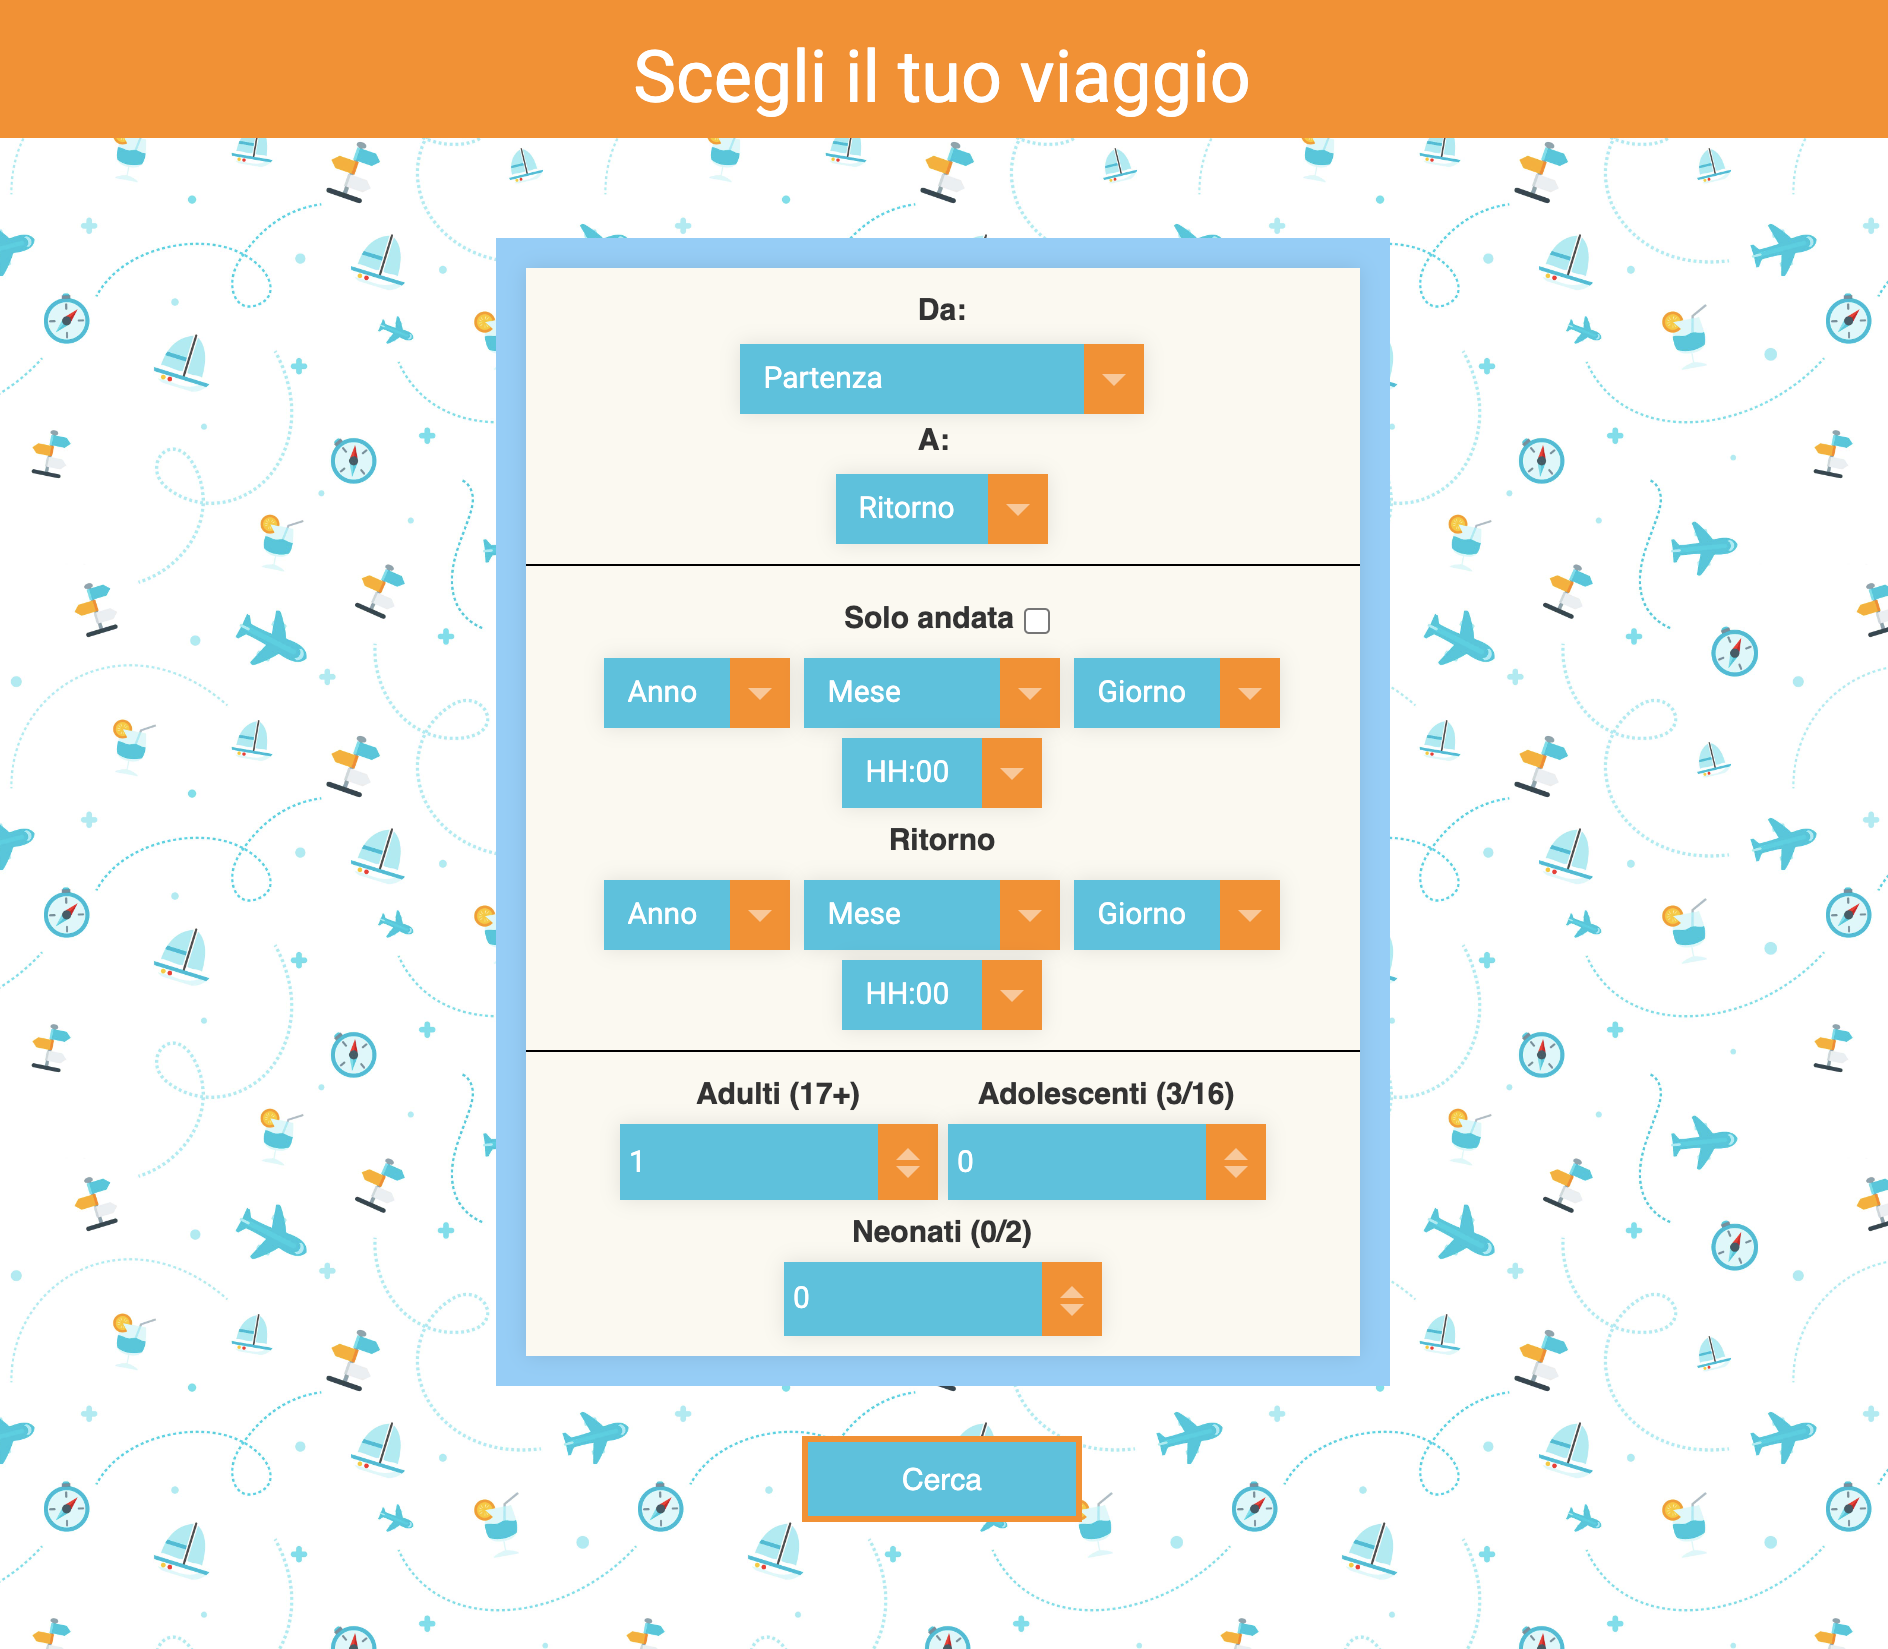 Scegli il tuo viaggio
Da:
Partenza
A:
Ritorno
Solo andata
Anno Mese Giorno
HH:00
Ritorno
Anno Mese Giorno
HH:00
Adulti (17+) Adolescenti (3/16)
1 0
Neonati (0/2)
0
Cerca